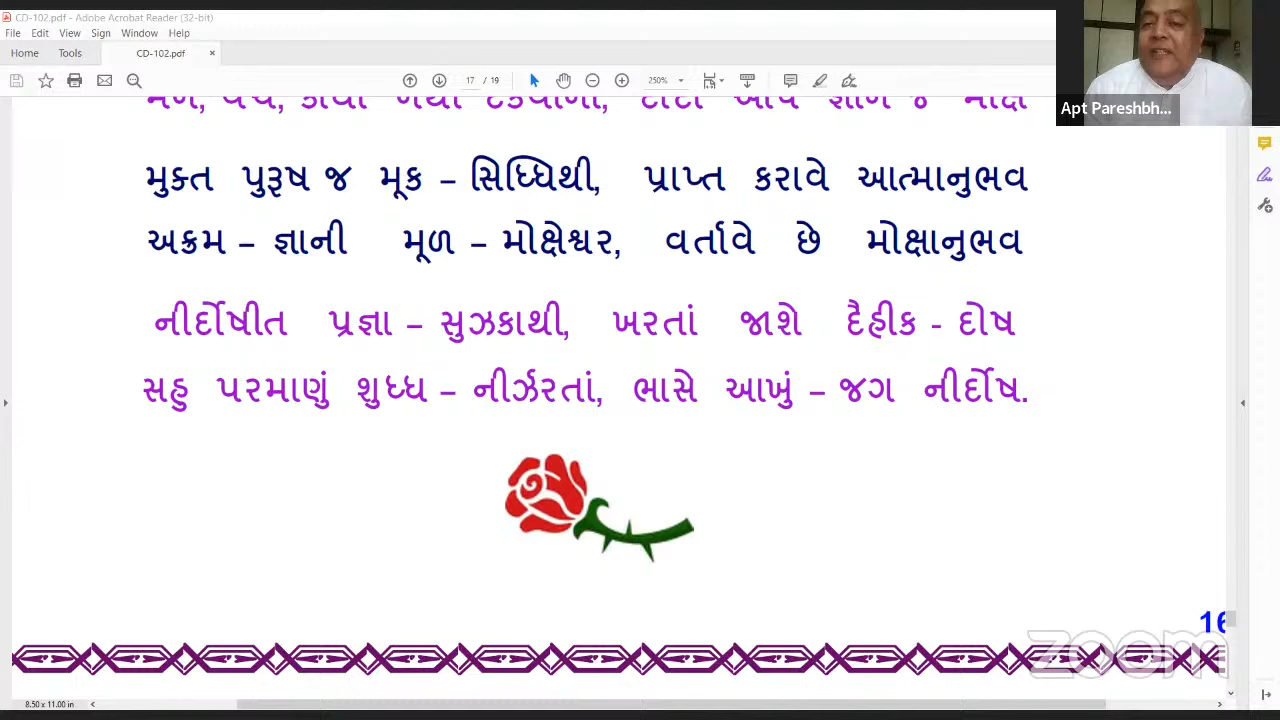 CD-102.pdf - Adobe Acrobat Reader (32-bit)
File Edit View Sign Window Help
Home Tools CD-102.pdf ×
17 / 19 250%
Apt Pareshbh...
મુક્ત પુરૂષ જ મૂક – સિધ્ધિથી, પ્રાપ્ત કરાવે આત્માનુભવ
અક્રમ – જ્ઞાની મૂળ – મોક્ષેશ્વર, વર્તાવે છે મોક્ષાનુભવ
નીર્દોષીત પ્રજ્ઞા – સુઝકાથી, ખરતાં જાશે દૈહીક - દોષ
સહુ પરમાણું શુધ્ધ – નીર્ઝરતાં, ભાસે આખું – જગ નીર્દોષ.
16
zoom
8.50 x 11.00 in